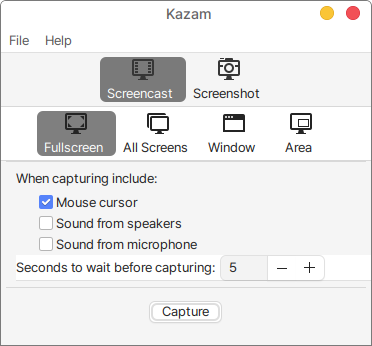 Kazam
File Help
Screencast Screenshot
Fullscreen All Screens Window Area
When capturing include:
Mouse cursor
Sound from speakers
Sound from microphone
Seconds to wait before capturing: 5 − +
Capture